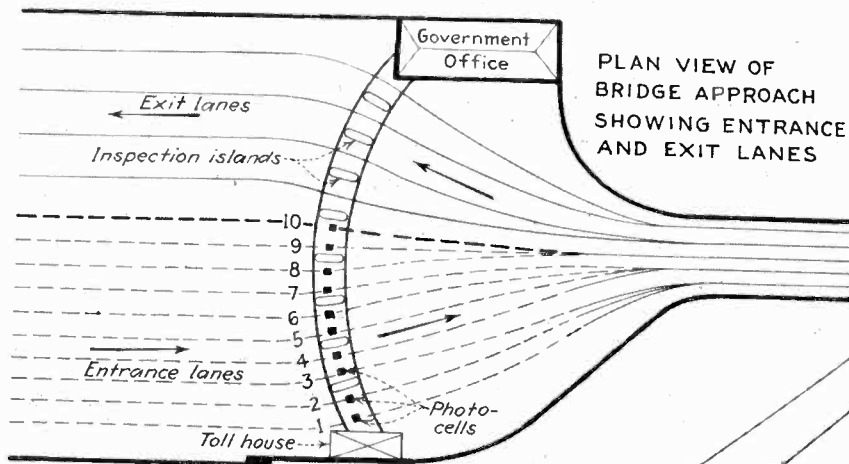 Government
Office
PLAN VIEW OF
BRIDGE APPROACH
SHOWING ENTRANCE
AND EXIT LANES
Exit lanes
Inspection islands
10
9
8
7
6
5
4
3
2
1
Entrance lanes
Photo-
cells
Toll house